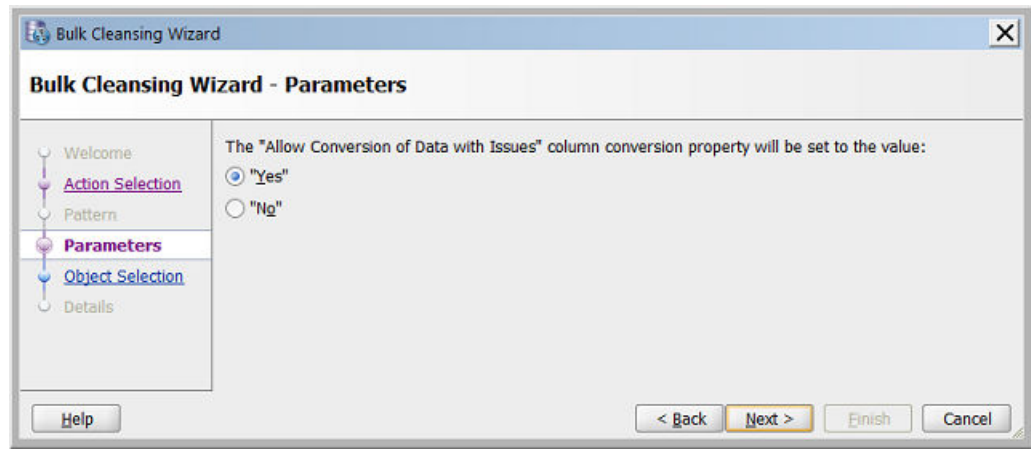 Bulk Cleansing Wizard
Bulk Cleansing Wizard - Parameters
Welcome
Action Selection
Pattern
Parameters
Object Selection
Details
The "Allow Conversion of Data with Issues" column conversion property will be set to the value:
"Yes"
"No"
Help
< Back
Next >
Finish
Cancel